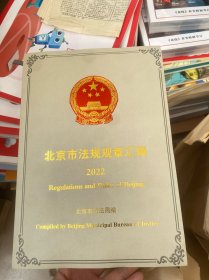 北京市法规规章汇编
2022
Regulations and Rules of Beijing
北京市司法局编
Compiled by Beijing Municipal Bureau of Justice